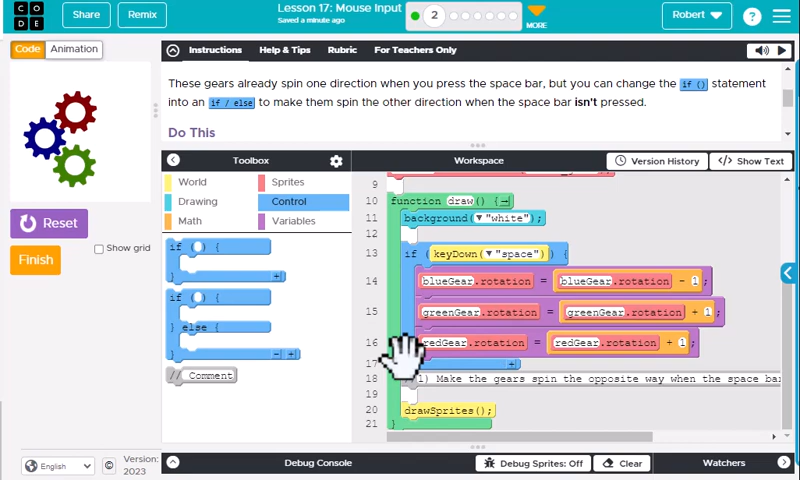 C O
D E
Share
Remix
Lesson 17: Mouse Input
Saved a minute ago
2
MORE
Robert
?
Code
Animation
Instructions
Help & Tips
Rubric
For Teachers Only
These gears already spin one direction when you press the space bar, but you can change the if () statement
into an if / else to make them spin the other direction when the space bar isn't pressed.
Do This
Toolbox
Workspace
Version History
</> Show Text
World
Sprites
Drawing
Control
Math
Variables
Reset
Show grid
Finish
if ( ) {
} +
if ( ) {
} else {
} - +
// Comment
9
10 function draw() {
11 background( ▼ "white");
12
13 if ( keyDown( ▼ "space") ) {
14 blueGear.rotation = blueGear.rotation - 1;
15 greenGear.rotation = greenGear.rotation + 1;
16 redGear.rotation = redGear.rotation + 1;
17 +
18 1) Make the gears spin the opposite way when the space bar
19
20 drawSprites();
21 }
English
©
Version:
2023
Debug Console
Debug Sprites: Off
Clear
Watchers